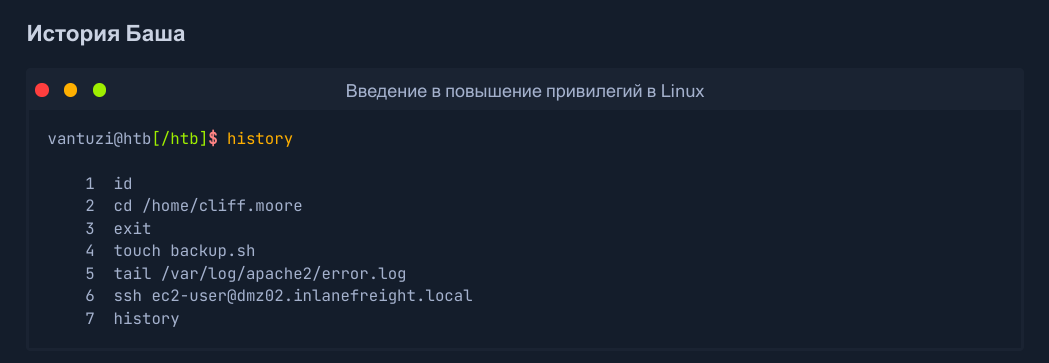 История Баша
Введение в повышение привилегий в Linux
vantuzi@htb[/htb]$ history
1 id
2 cd /home/cliff.moore
3 exit
4 touch backup.sh
5 tail /var/log/apache2/error.log
6 ssh ec2-user@dmz02.inlanefreight.local
7 history